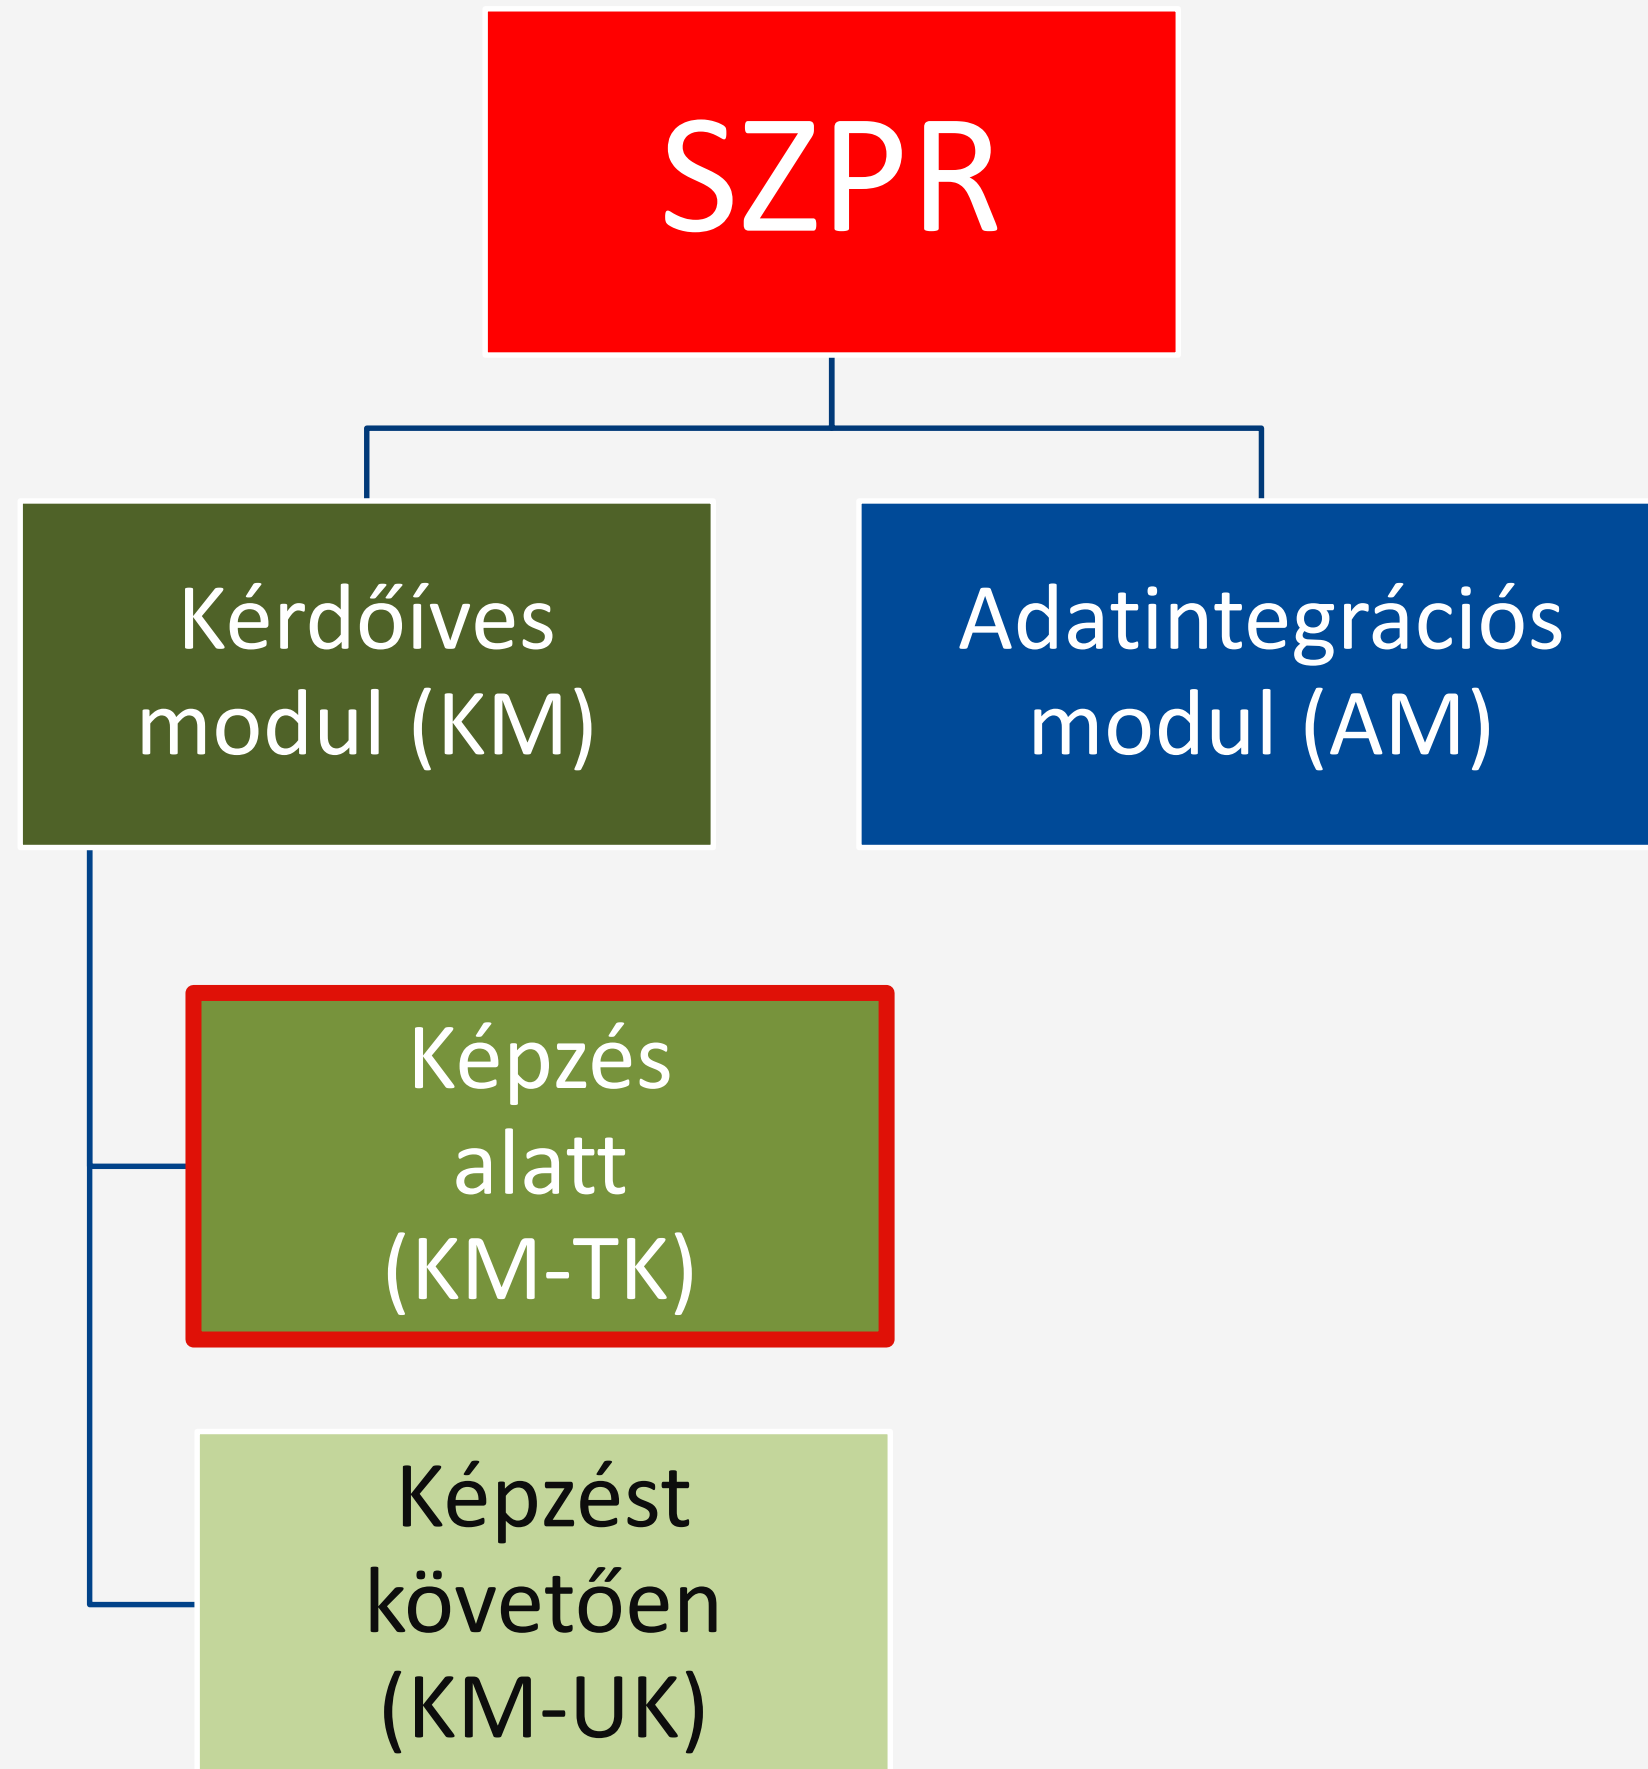 SZPR
Kérdőíves
modul (KM)
Adatintegrációs
modul (AM)
Képzés
alatt
(KM-TK)
Képzést
követően
(KM-UK)